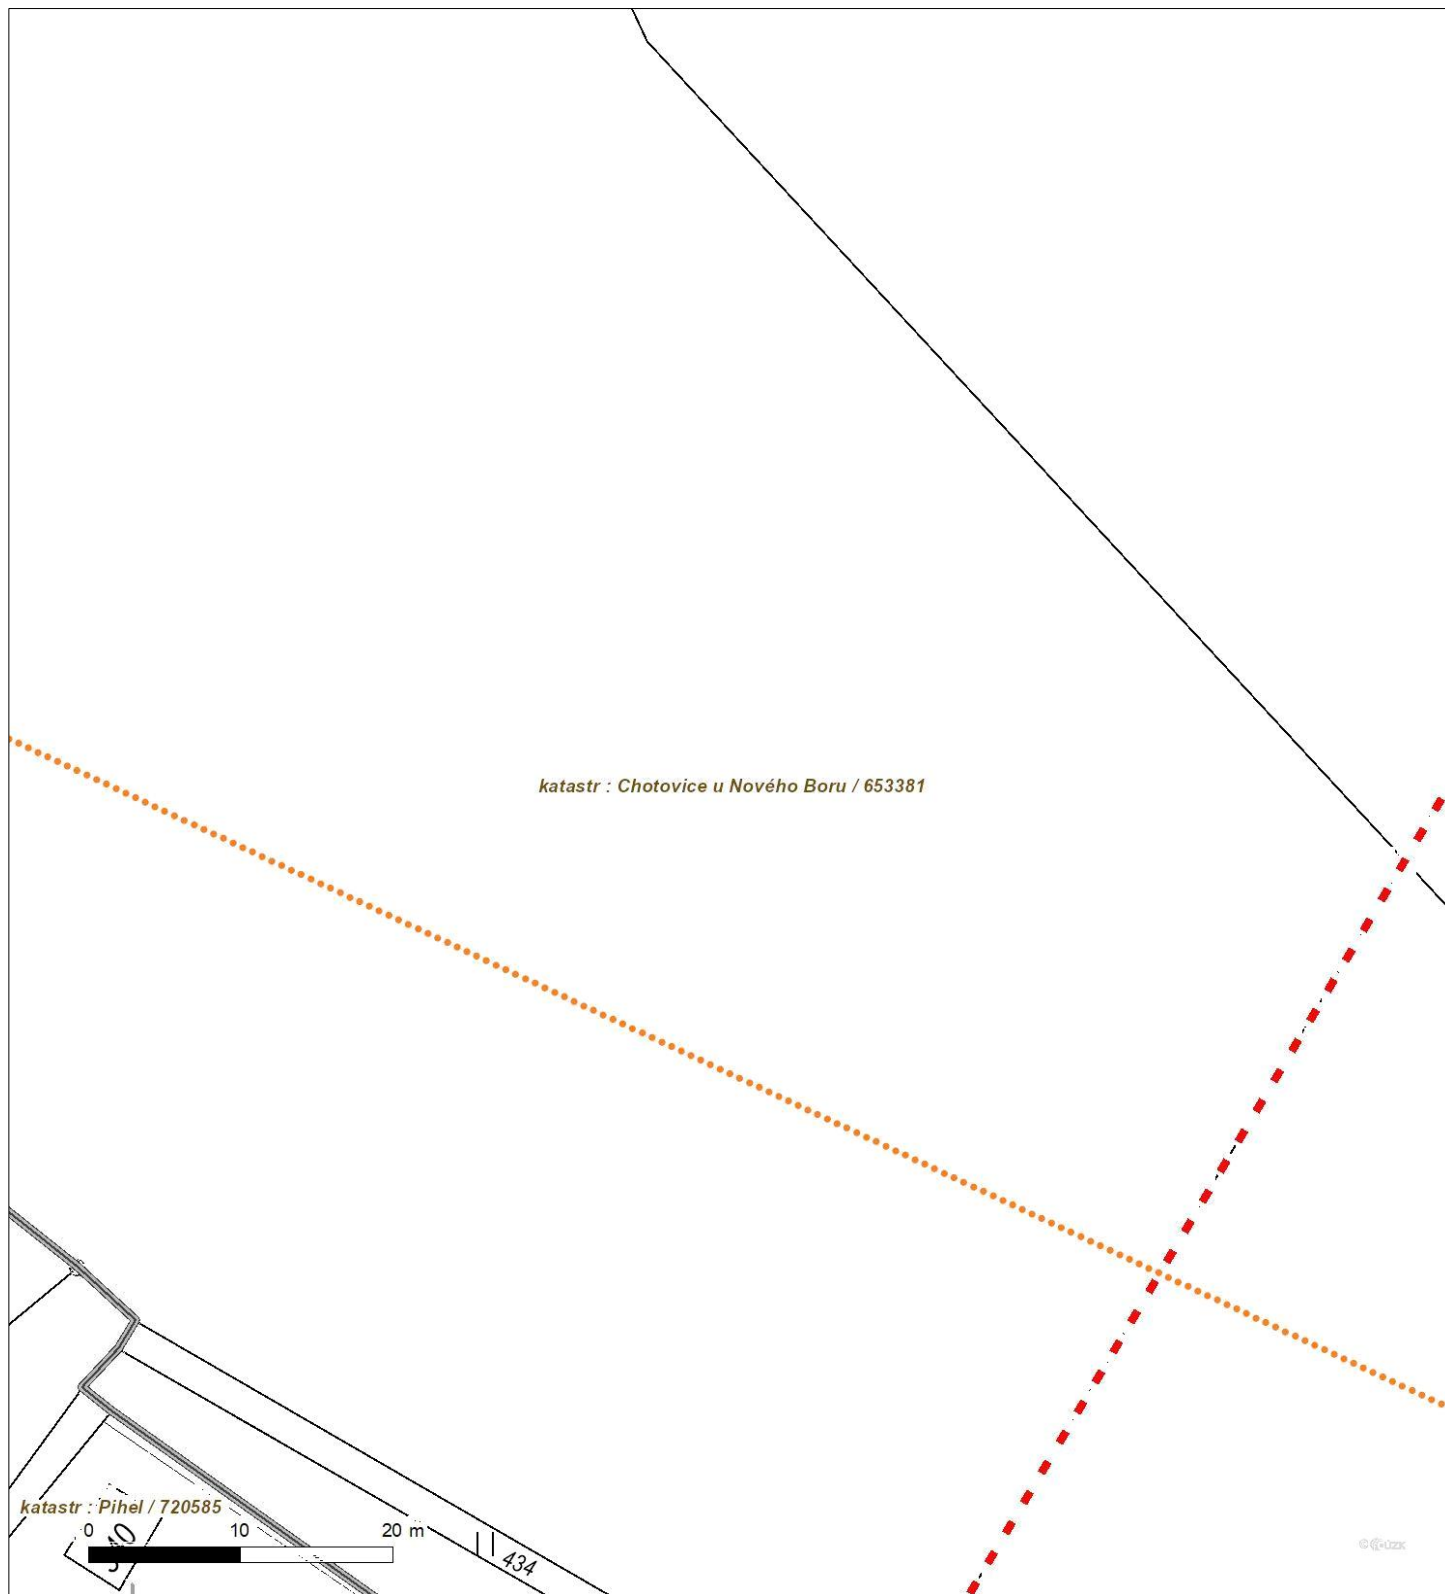 katastr : Chotovice u Nového Boru / 653381
katastr : Pihel / 720585
0 10 20 m
434